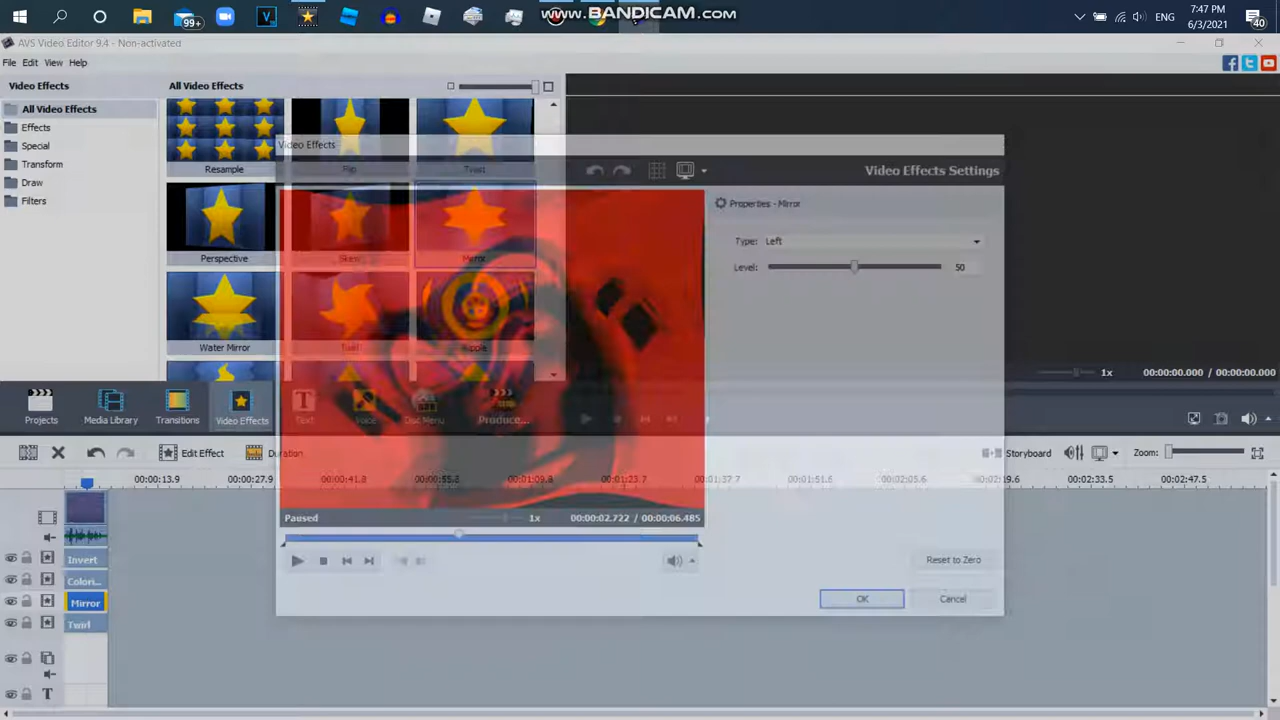 99+
www.BANDICAM.com
ENG
7:47 PM
6/3/2021
40
AVS Video Editor 9.4 - Non-activated
File Edit View Help
Video Effects
All Video Effects
All Video Effects
Effects
Special
Transform
Draw
Filters
Resample
Flip
Twist
Perspective
Skew
Mirror
Water Mirror
Twirl
Ripple
Video Effects
Video Effects Settings
Properties - Mirror
Type: Left
Level: 50
1x 00:00:00.000 / 00:00:00.000
Projects
Media Library
Transitions
Video Effects
Text
Voice
Disc Menu
Produce...
Edit Effect
Duration
Storyboard
Zoom:
00:00:13.9 00:00:27.9 00:00:41.8 00:00:55.8 00:01:09.8 00:01:23.7 00:01:37.7 00:01:51.6 00:02:05.6 00:02:19.6 00:02:33.5 00:02:47.5
Paused 1x 00:00:02.722 / 00:00:06.485
Reset to Zero
OK
Cancel
Invert
Colori...
Mirror
Twirl
T